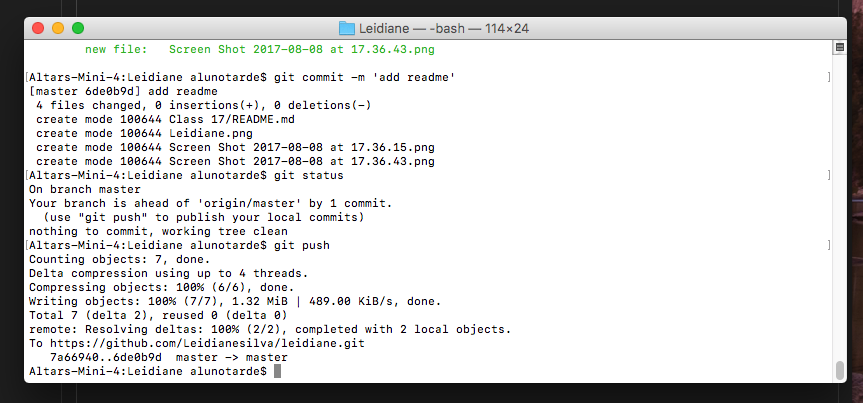 Leidiane — -bash — 114×24
new file:   Screen Shot 2017-08-08 at 17.36.43.png
[Altars-Mini-4:Leidiane alunotarde$ git commit -m 'add readme' ]
[master 6de0b9d] add readme
 4 files changed, 0 insertions(+), 0 deletions(-)
 create mode 100644 Class 17/README.md
 create mode 100644 Leidiane.png
 create mode 100644 Screen Shot 2017-08-08 at 17.36.15.png
 create mode 100644 Screen Shot 2017-08-08 at 17.36.43.png
[Altars-Mini-4:Leidiane alunotarde$ git status ]
On branch master
Your branch is ahead of 'origin/master' by 1 commit.
  (use "git push" to publish your local commits)
nothing to commit, working tree clean
[Altars-Mini-4:Leidiane alunotarde$ git push ]
Counting objects: 7, done.
Delta compression using up to 4 threads.
Compressing objects: 100% (6/6), done.
Writing objects: 100% (7/7), 1.32 MiB | 489.00 KiB/s, done.
Total 7 (delta 2), reused 0 (delta 0)
remote: Resolving deltas: 100% (2/2), completed with 2 local objects.
To https://github.com/Leidianesilva/leidiane.git
   7a66940..6de0b9d  master -> master
Altars-Mini-4:Leidiane alunotarde$